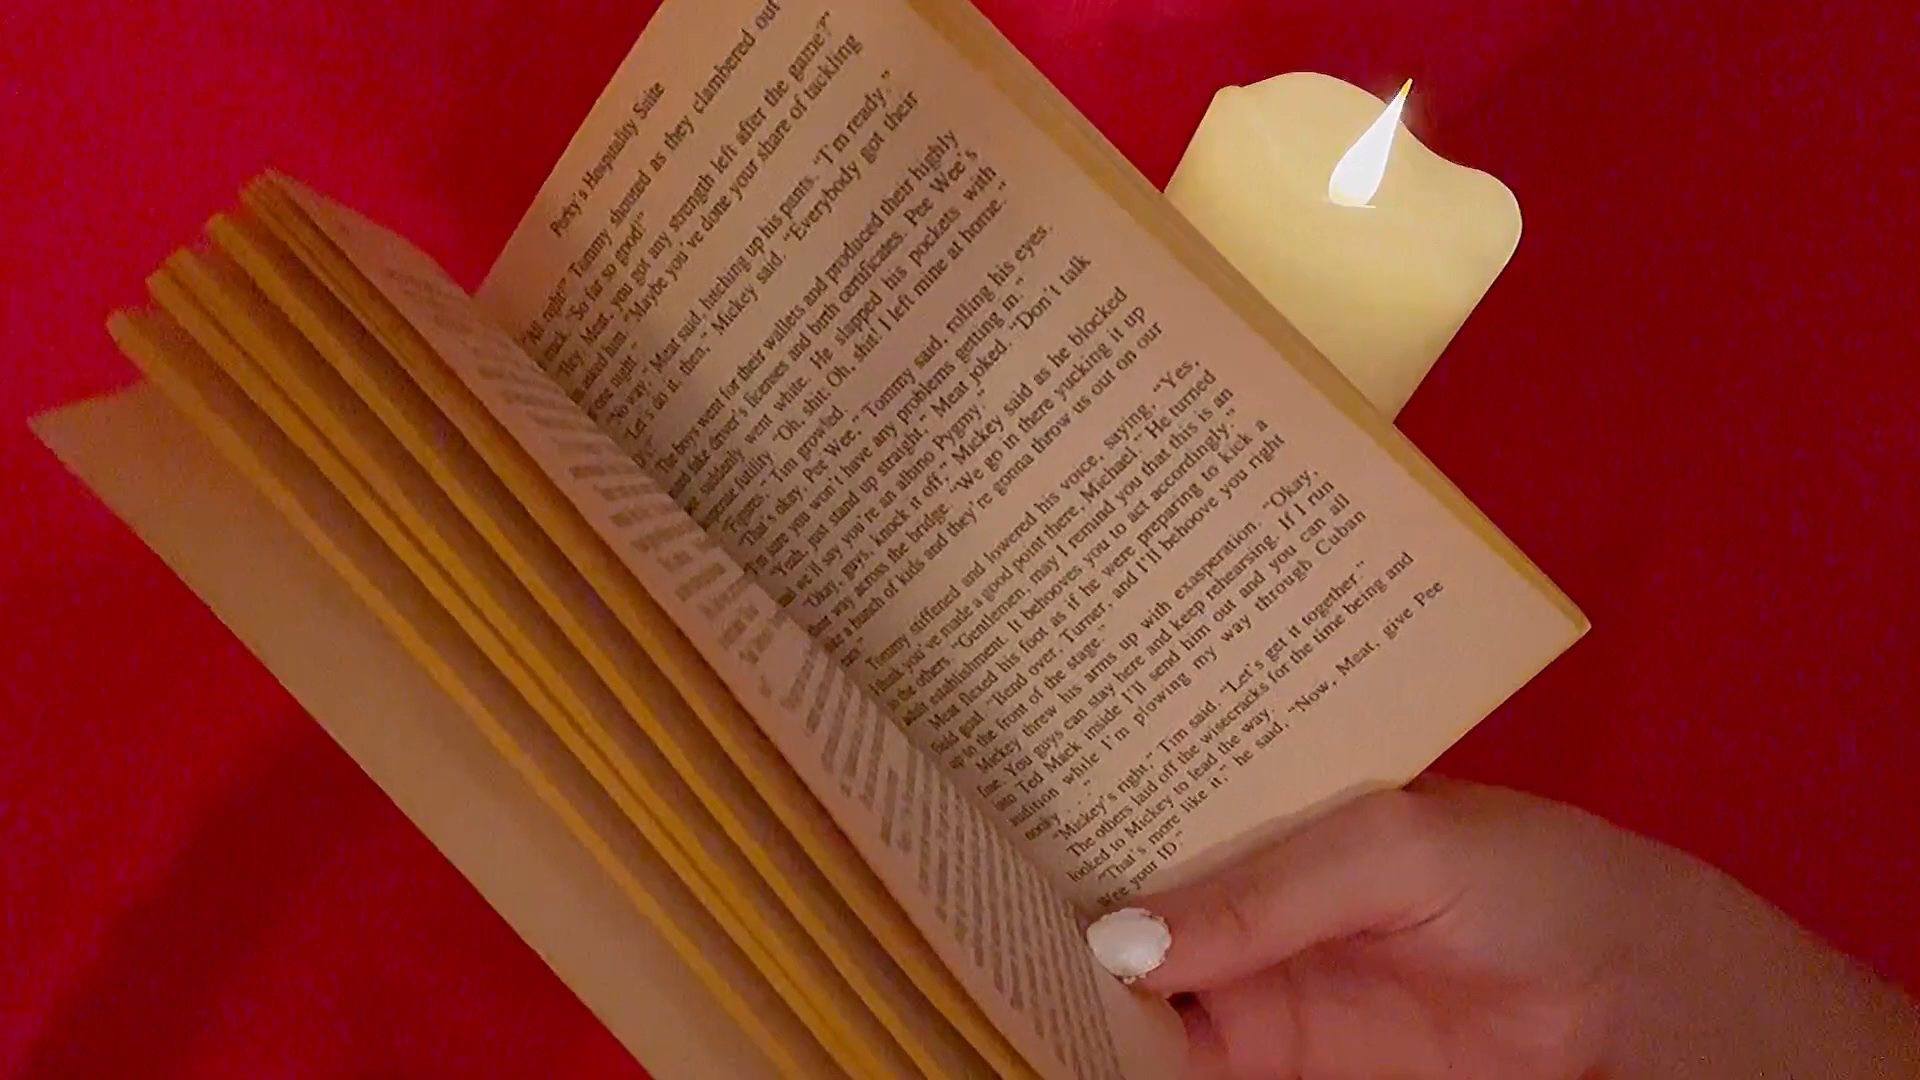 Porky's Hospitality Suite
"All right!" Tammy shouted as they clambered out
truck. "So far so good!"
"Hey, Meat, you got any strength left after the game?"
asked him. "Maybe you've done your share of tackling
one night."
"No way," Meat said, hitching up his pants. "I'm ready."
"Let's do it, then," Mickey said. "Everybody got their
The boys went for their wallets and produced their highly
fake driver's licenses and birth certificates. Pee Wee's
suddenly went white. He slapped his pockets with
futility. "Oh, shit. Oh, shit! I left mine at home."
"Figures," Tim growled.
"That's okay, Pee Wee," Tommy said, rolling his eyes.
"I'm sure you won't have any problems getting in."
"Yeah, just stand up straight," Meat joked. "Don't talk
and we'll say you're an albino Pygmy."
"Okay, guys, knock it off," Mickey said as he blocked
their way across the bridge. "We go in there yucking it up
like a bunch of kids and they're gonna throw us out on our
Tommy stiffened and lowered his voice, saying, "Yes,
I think you've made a good point there, Michael." He turned
to the others. "Gentlemen, may I remind you that this is an
adult establishment. It behooves you to act accordingly."
Meat flexed his foot as if he were preparing to kick a
field goal. "Bend over, Turner, and I'll behoove you right
up to the front of the stage."
Mickey threw his arms up with exasperation. "Okay,
fine. You guys can stay here and keep rehearsing. If I run
into Ted Mack inside I'll send him out and you can all
audition while I'm plowing my way through Cuban
nooky . . ."
"Mickey's right," Tim said. "Let's get it together."
The others laid off the wisecracks for the time being and
looked to Mickey to lead the way.
"That's more like it," he said. "Now, Meat, give Pee
Wee your ID."